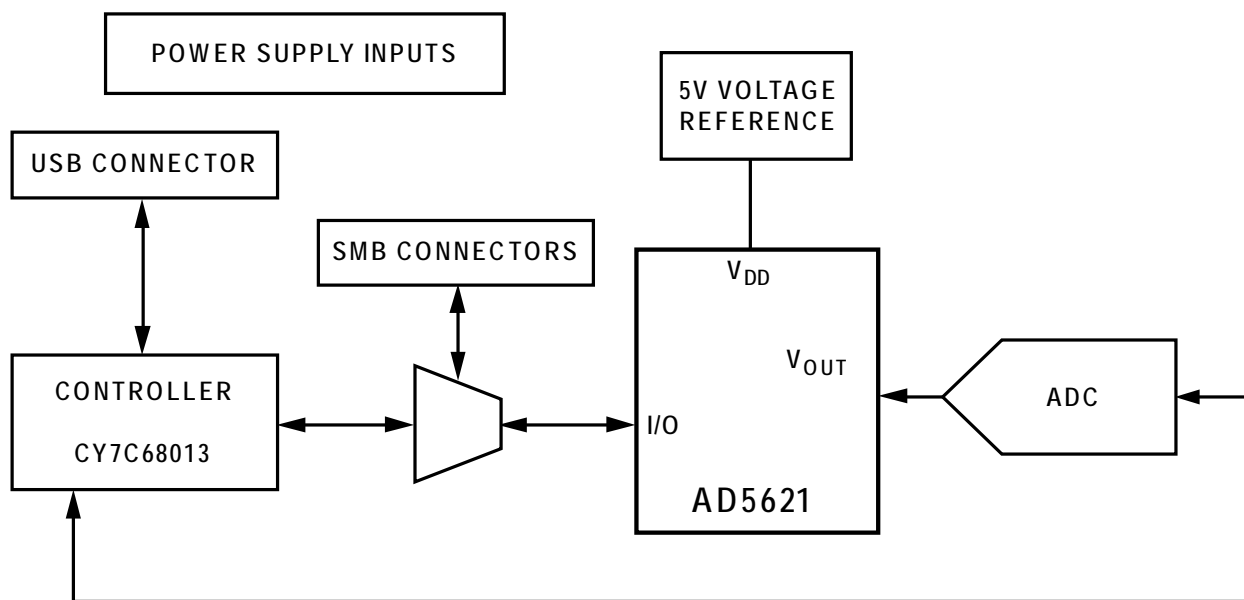 POWER SUPPLY INPUTS
5V VOLTAGE
REFERENCE
USB CONNECTOR
SMB CONNECTORS
VDD
VOUT
CONTROLLER
CY7C68013
I/O
ADC
AD5621